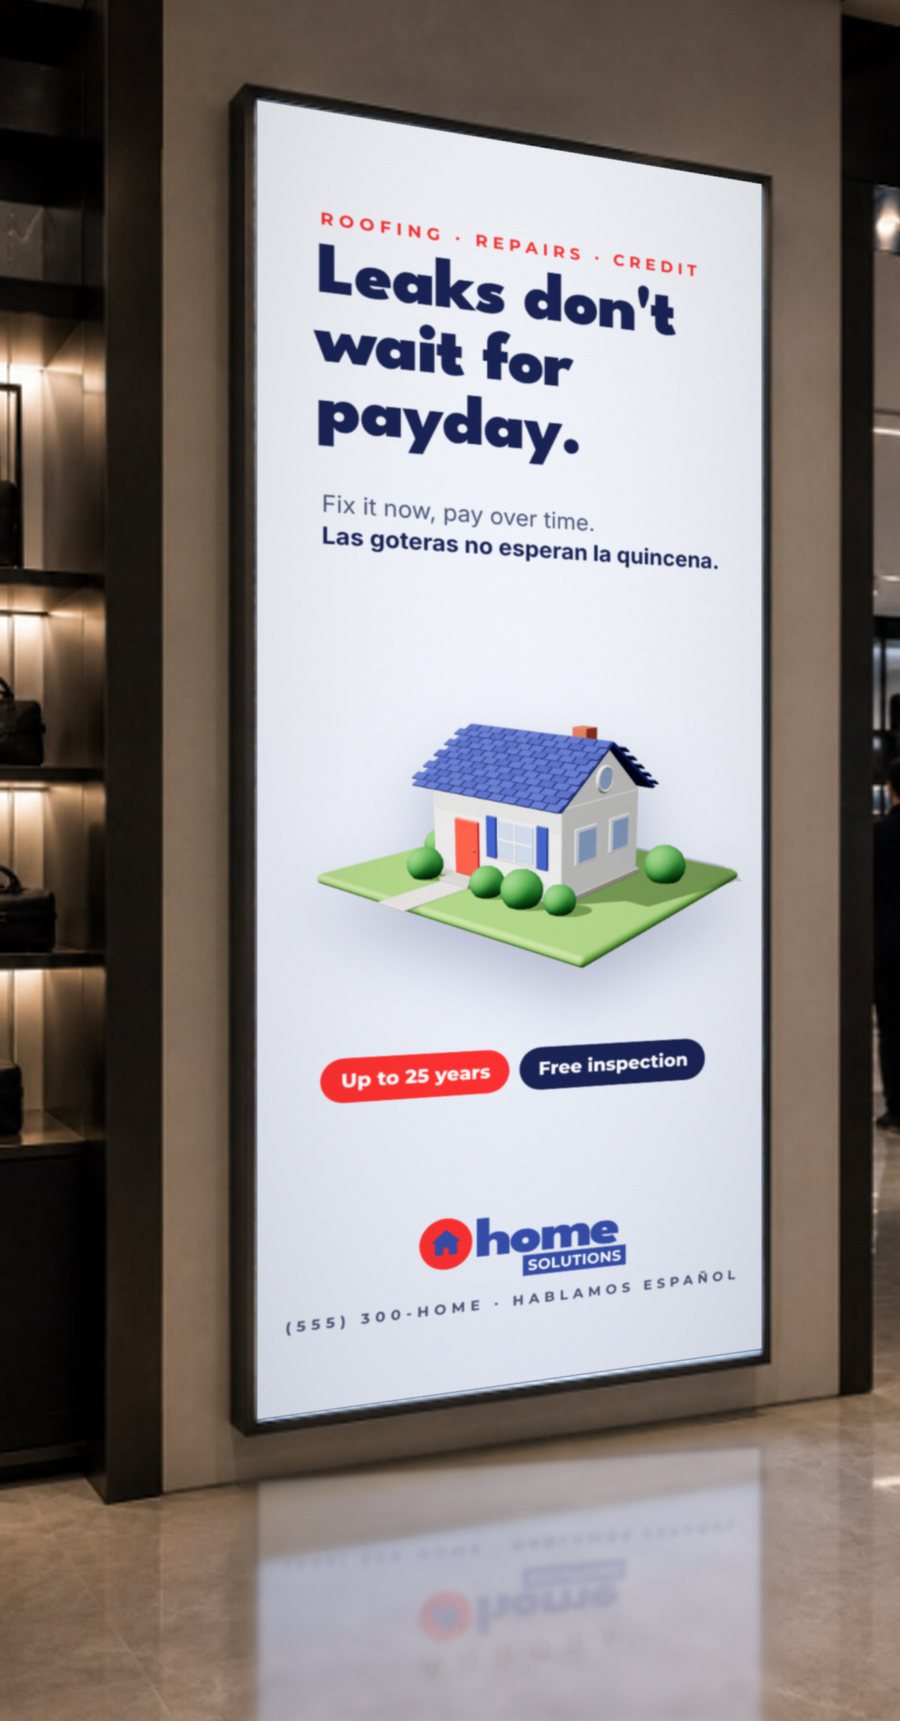 ROOFING · REPAIRS · CREDIT
Leaks don't
wait for
payday.
Fix it now, pay over time.
Las goteras no esperan la quincena.
Up to 25 years
Free inspection
home
SOLUTIONS
(555) 300-HOME · HABLAMOS ESPAÑOL